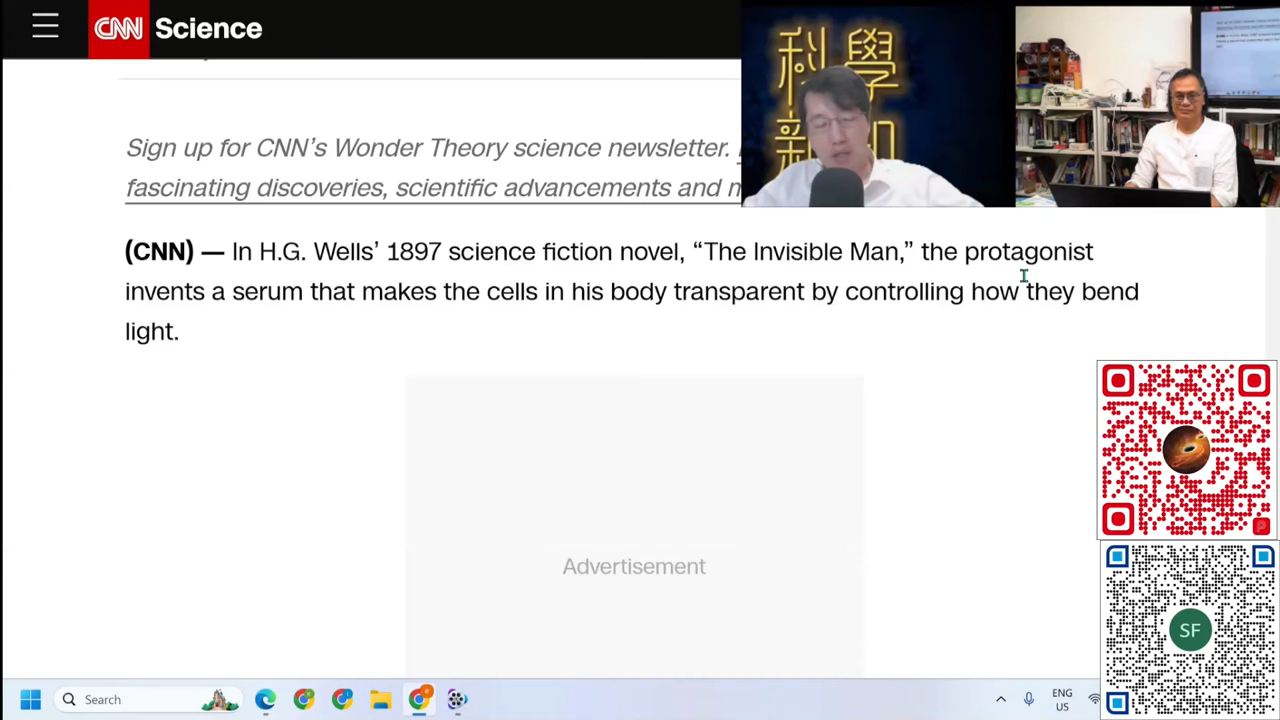 CNN Science
科學
新知
Sign up for CNN's Wonder Theory science newsletter.
fascinating discoveries, scientific advancements and m
(CNN) — In H.G. Wells' 1897 science fiction novel, “The Invisible Man,” the protagonist
invents a serum that makes the cells in his body transparent by controlling how they bend
light.
Advertisement
SF
Search
ENG
US